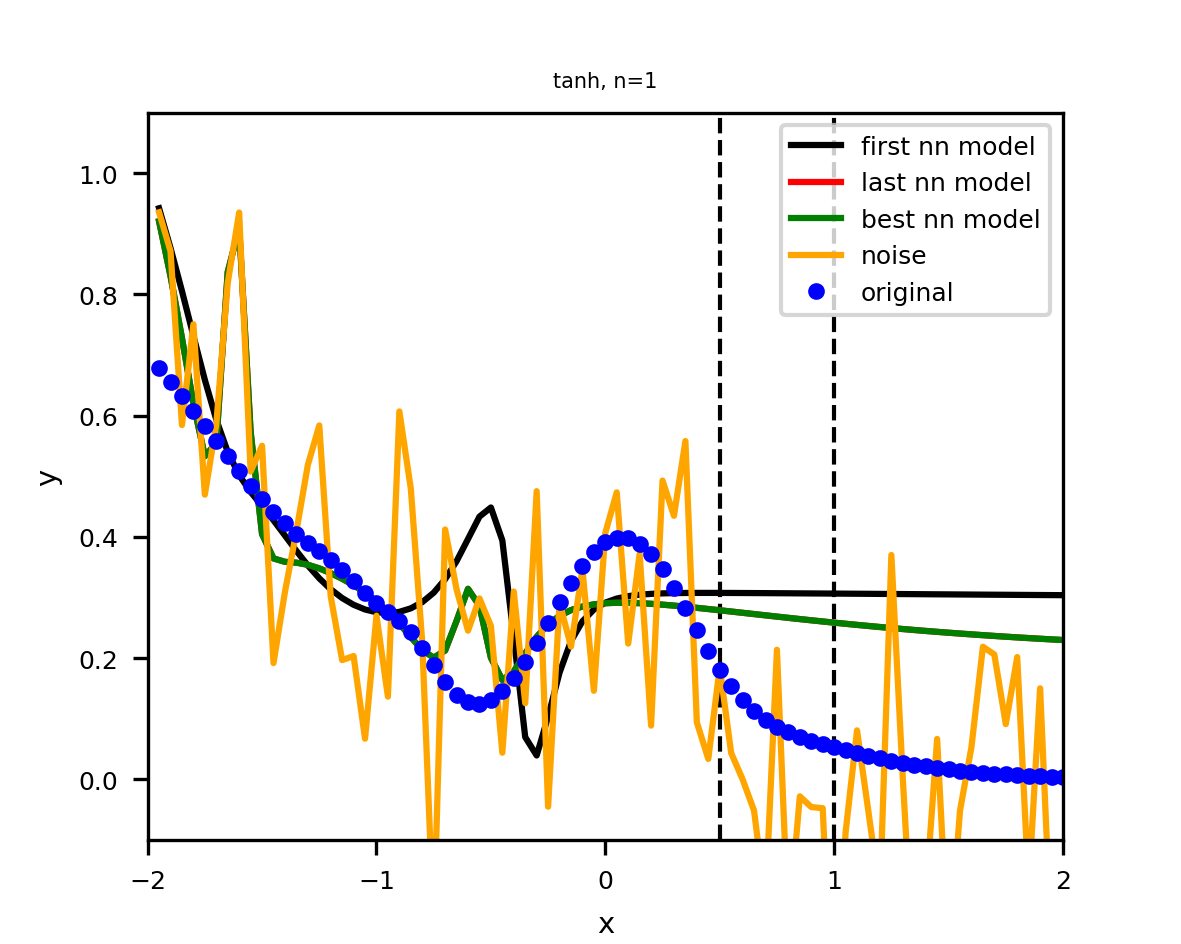 tanh, n=1
first nn model
last nn model
best nn model
noise
original
1.0
0.8
0.6
0.4
0.2
0.0
y
−2
−1
0
1
2
x